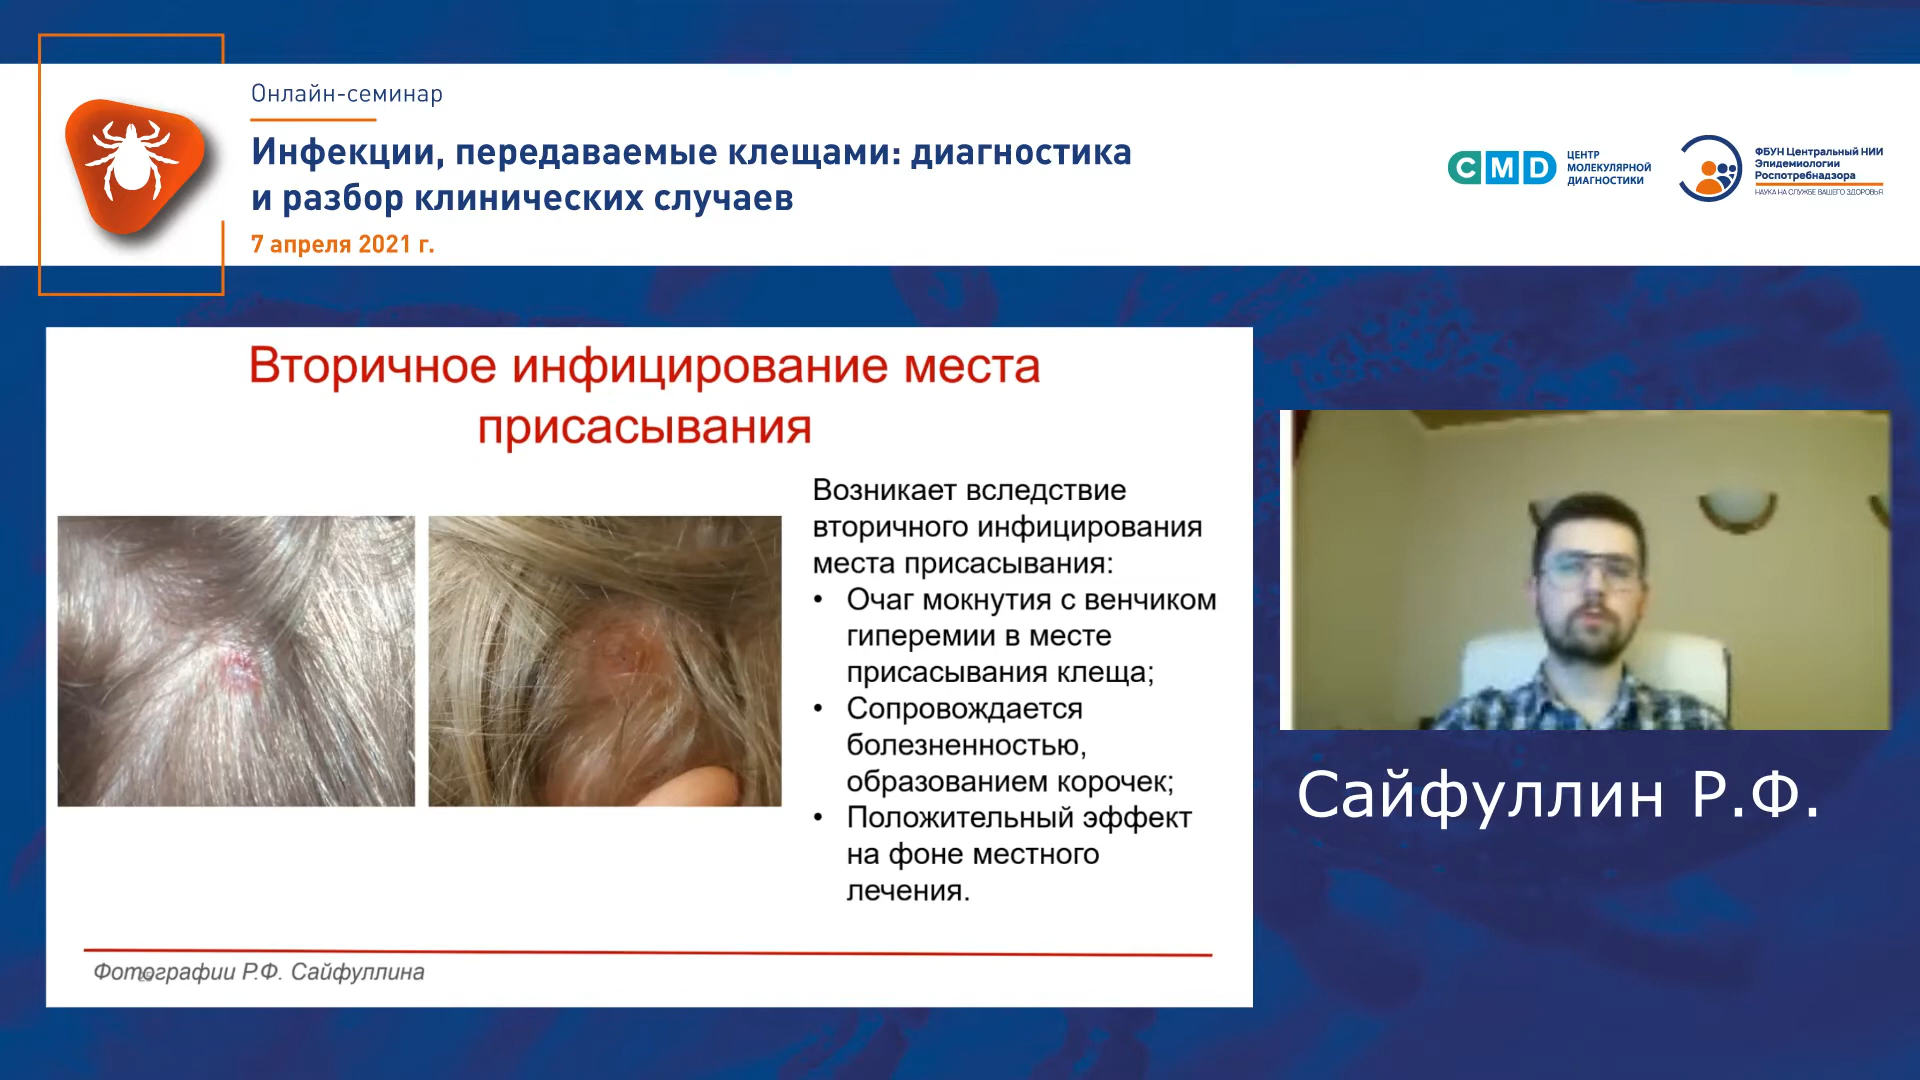 Онлайн-семинар
Инфекции, передаваемые клещами: диагностика
и разбор клинических случаев
7 апреля 2021 г.
CMD
ЦЕНТР
МОЛЕКУЛЯРНОЙ
ДИАГНОСТИКИ
ФБУН Центральный НИИ
Эпидемиологии
Роспотребнадзора
НАУКА НА СЛУЖБЕ ВАШЕГО ЗДОРОВЬЯ
Вторичное инфицирование места
присасывания
Возникает вследствие
вторичного инфицирования
места присасывания:
• Очаг мокнутия с венчиком
гиперемии в месте
присасывания клеща;
• Сопровождается
болезненностью,
образованием корочек;
• Положительный эффект
на фоне местного
лечения.
Фотографии Р.Ф. Сайфуллина
Сайфуллин Р.Ф.